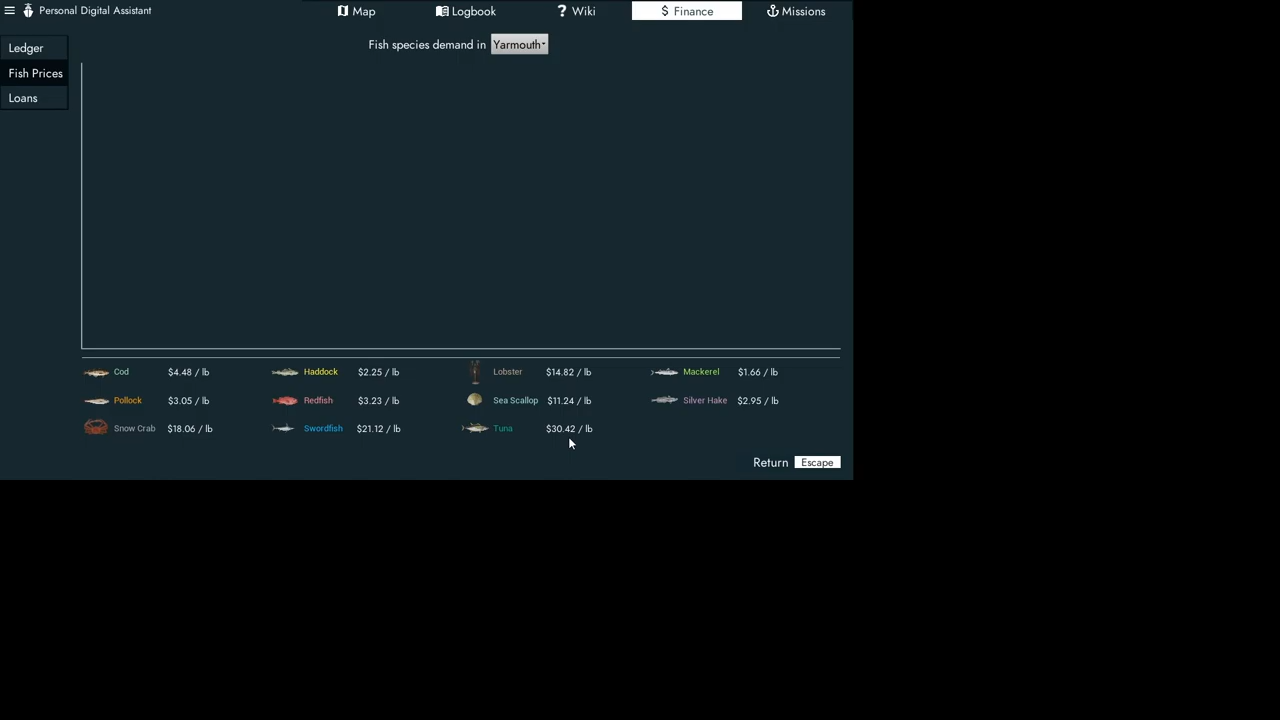 Personal Digital Assistant Map Logbook ? Wiki $ Finance Missions
Fish species demand in Yarmouth
Ledger
Fish Prices
Loans
Cod $4.48 / lb Haddock $2.25 / lb Lobster $14.82 / lb Mackerel $1.66 / lb
Pollock $3.05 / lb Redfish $3.23 / lb Sea Scallop $11.24 / lb Silver Hake $2.95 / lb
Snow Crab $18.06 / lb Swordfish $21.12 / lb Tuna $30.42 / lb
Return Escape